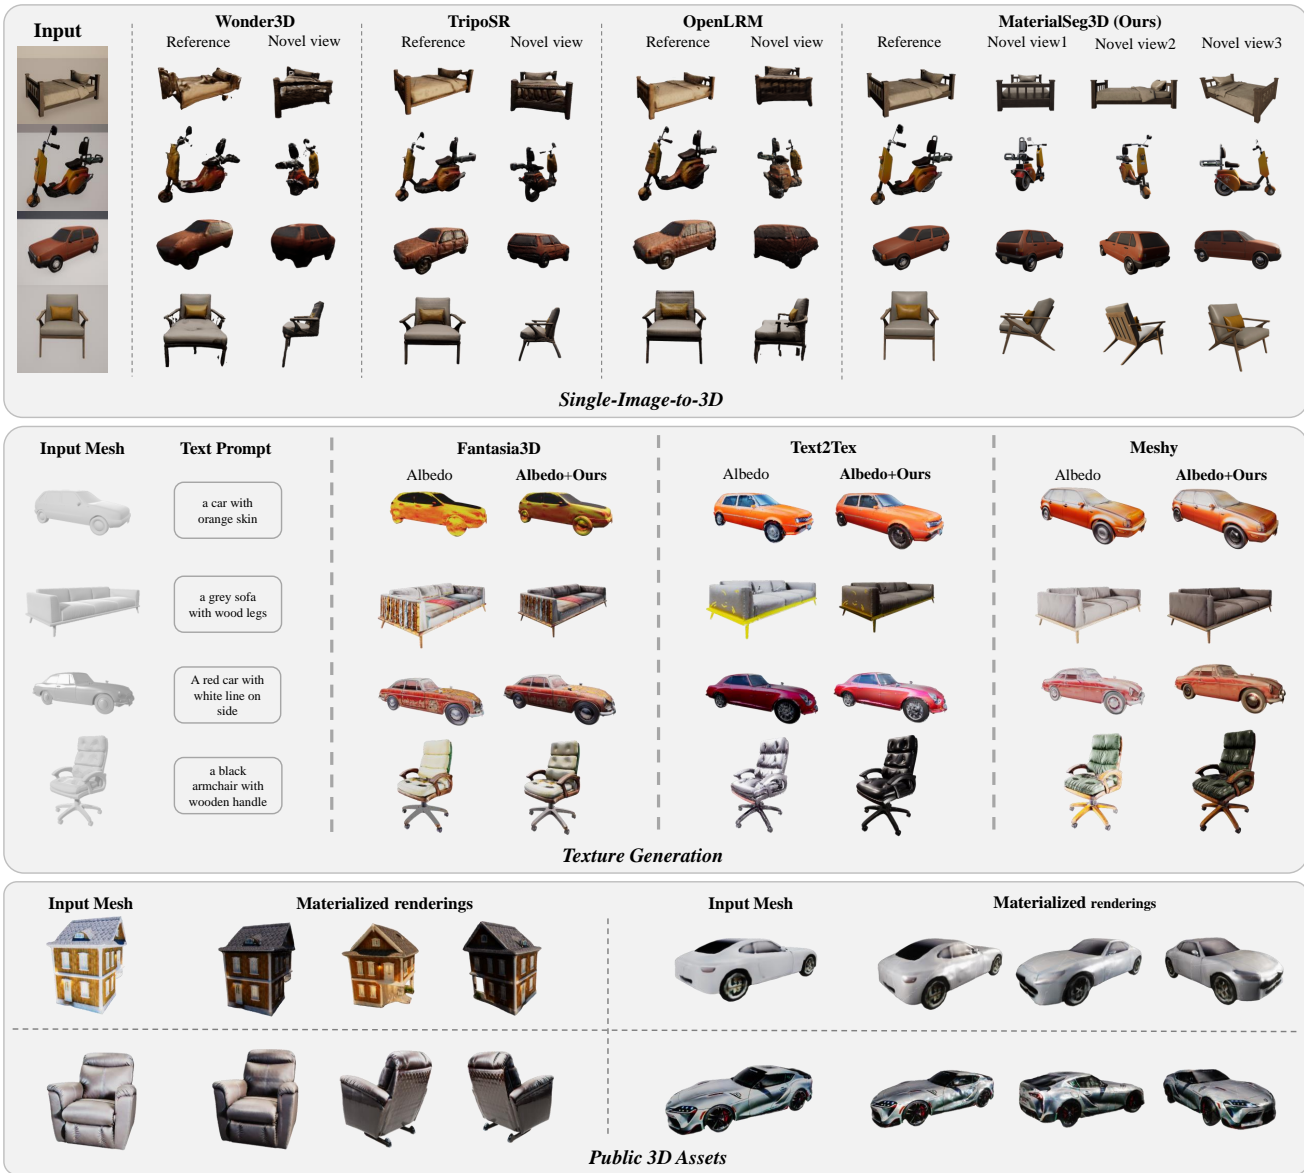 Input
Wonder3D
TripoSR
OpenLRM
MaterialSeg3D (Ours)
Reference
Novel view
Reference
Novel view
Reference
Novel view
Reference
Novel view1
Novel view2
Novel view3
Single-Image-to-3D
Input Mesh
Text Prompt
Fantasia3D
Text2Tex
Meshy
Albedo
Albedo+Ours
Albedo
Albedo+Ours
Albedo
Albedo+Ours
a car with
orange skin
a grey sofa
with wood legs
A red car with
white line on
side
a black
armchair with
wooden handle
Texture Generation
Input Mesh
Materialized renderings
Input Mesh
Materialized renderings
Public 3D Assets